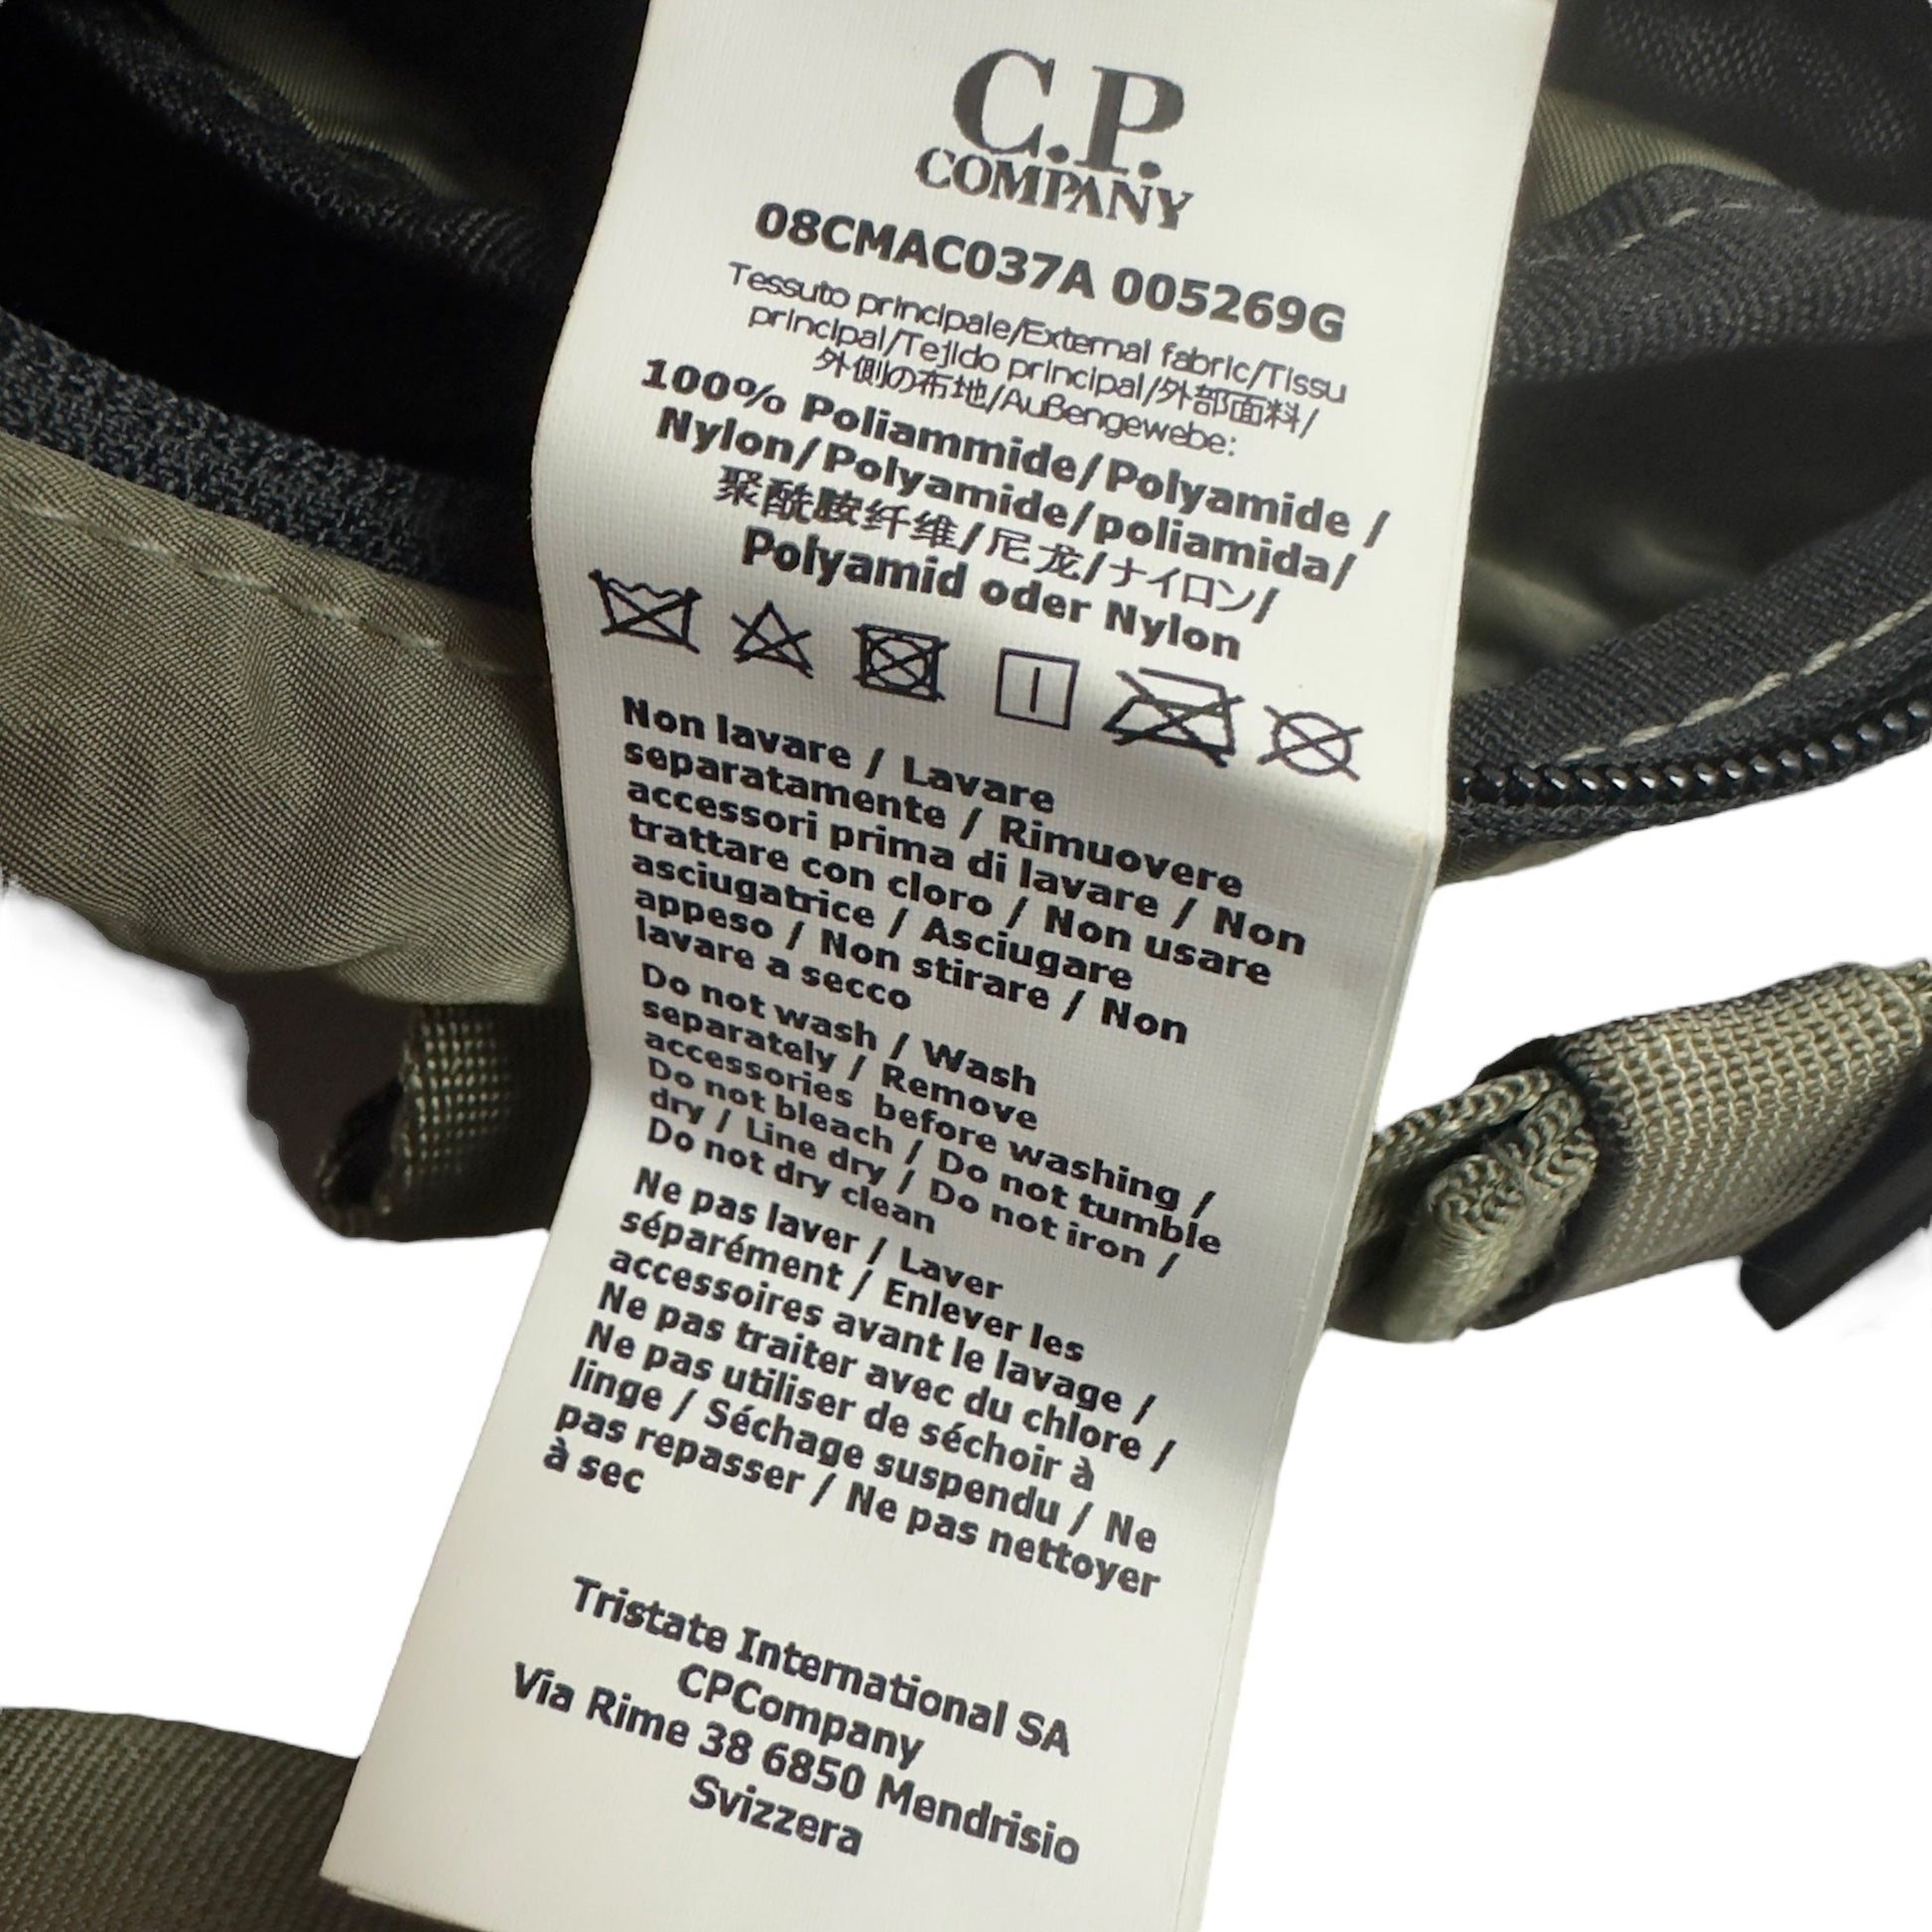 C.P.
COMPANY
08CMAC037A 005269G
Tessuto principale/External fabric/Tissu
principal/Tejido principal/外部面料/
外側の布地/Außengewebe:
100% Poliammide/Polyamide /
Nylon/Polyamide/poliamida/
聚酰胺纤维/尼龙/ナイロン/
Polyamid oder Nylon
Non lavare / Lavare
separatamente / Rimuovere
accessori prima di lavare / Non
trattare con cloro / Non usare
asciugatrice / Asciugare
appeso / Non stirare / Non
lavare a secco
Do not wash / Wash
separately / Remove
accessories before washing /
Do not bleach / Do not tumble
dry / Line dry / Do not iron /
Do not dry clean
Ne pas laver / Laver
séparément / Enlever les
accessoires avant le lavage /
Ne pas traiter avec du chlore /
Ne pas utiliser de séchoir à
linge / Séchage suspendu / Ne
pas repasser / Ne pas nettoyer
à sec
Tristate International SA
CPCompany
Via Rime 38 6850 Mendrisio
Svizzera